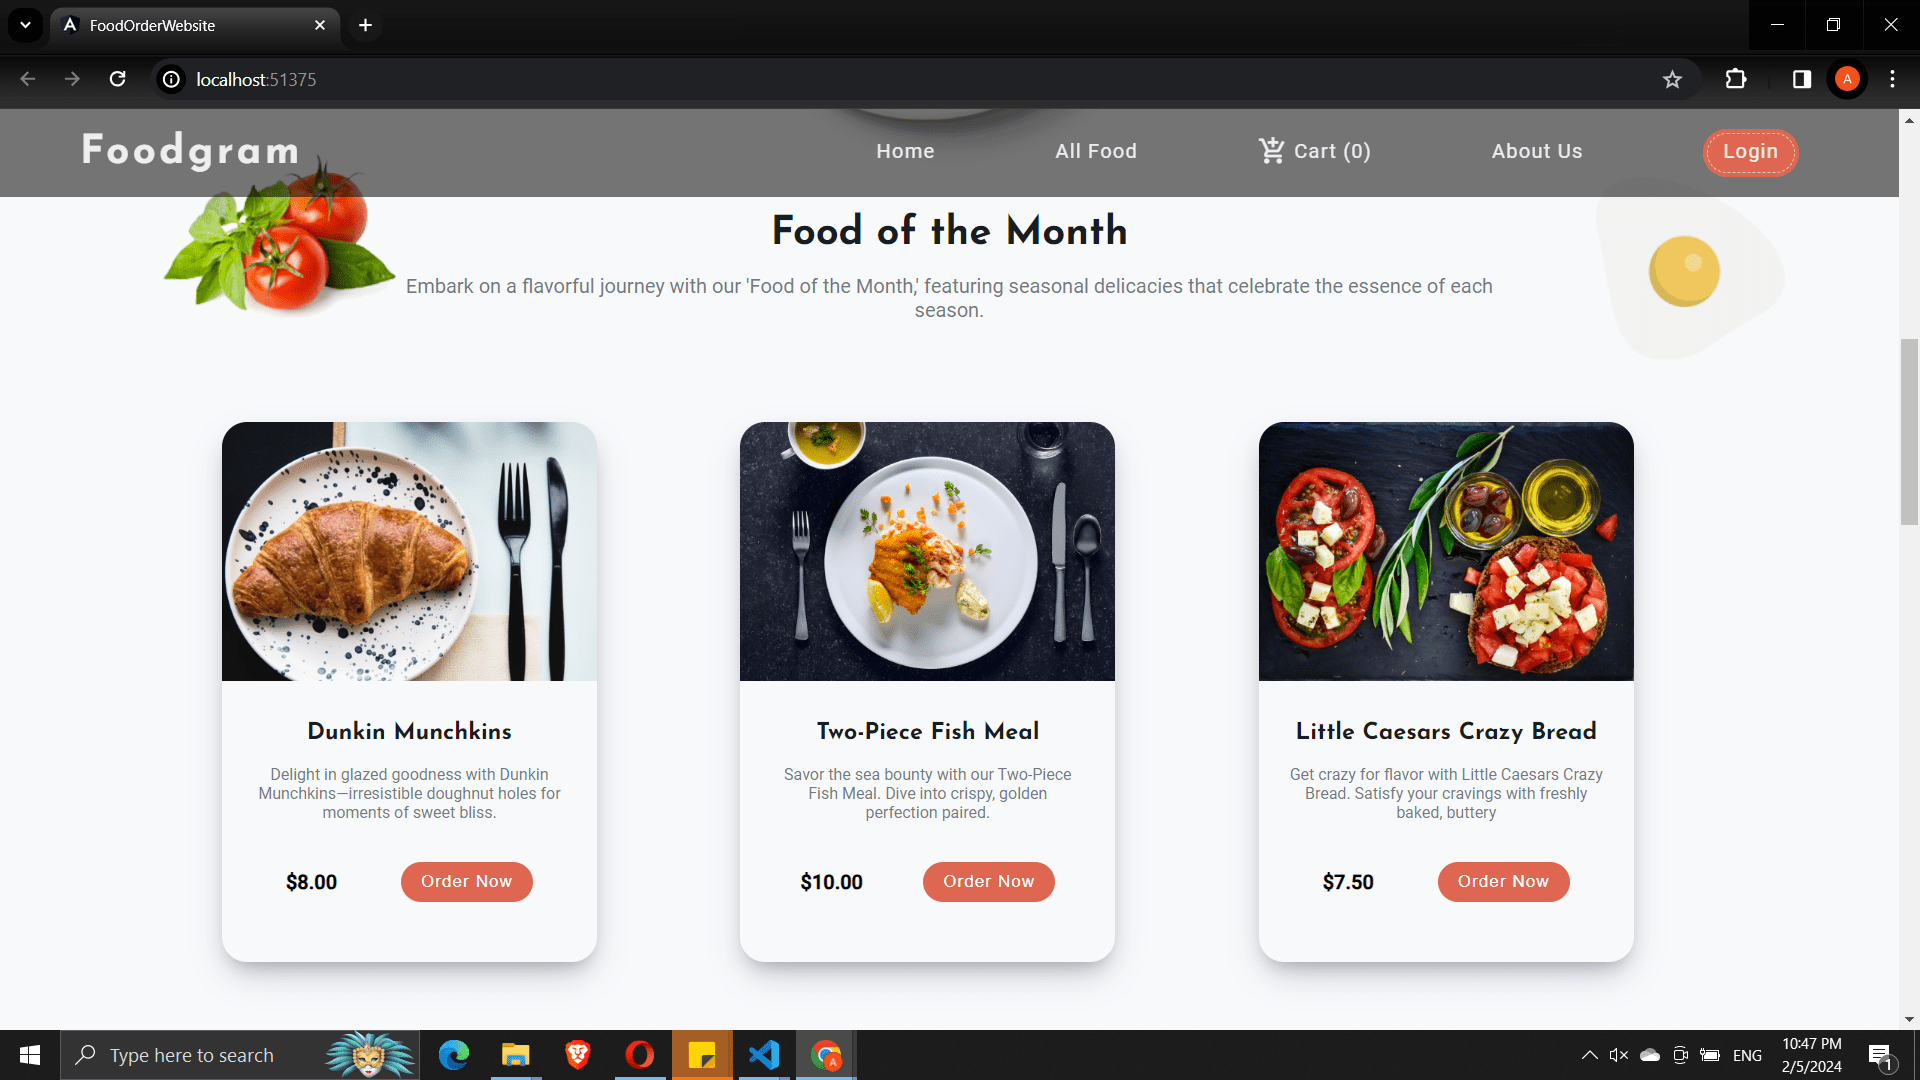 FoodOrderWebsite
localhost:51375
A
Foodgram
Home
All Food
Cart (0)
About Us
Login
Food of the Month
Embark on a flavorful journey with our 'Food of the Month,' featuring seasonal delicacies that celebrate the essence of each
season.
Dunkin Munchkins
Delight in glazed goodness with Dunkin
Munchkins—irresistible doughnut holes for
moments of sweet bliss.
$8.00
Order Now
Two-Piece Fish Meal
Savor the sea bounty with our Two-Piece
Fish Meal. Dive into crispy, golden
perfection paired.
$10.00
Order Now
Little Caesars Crazy Bread
Get crazy for flavor with Little Caesars Crazy
Bread. Satisfy your cravings with freshly
baked, buttery
$7.50
Order Now
Type here to search
A
ENG
10:47 PM
2/5/2024
1